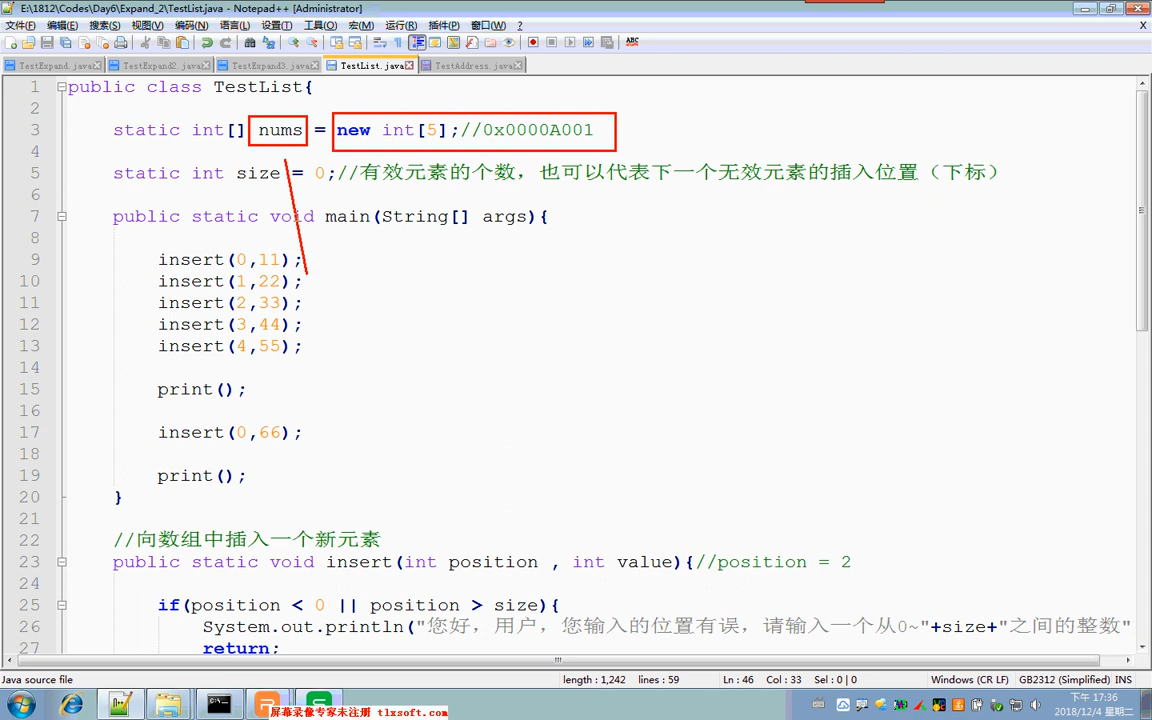 E:\1812\Codes\Day6\Expand_2\TestList.java - Notepad++ [Administrator]
文件(F) 编辑(E) 搜索(S) 视图(V) 编码(N) 语言(L) 设置(T) 工具(O) 宏(M) 运行(R) 插件(P) 窗口(W) ? X
TestExpand.java TestExpand2.java TestExpand3.java TestList.java TestAddress.java
1 public class TestList{
2
3 static int[] nums = new int[5];//0x0000A001
4
5 static int size = 0;//有效元素的个数，也可以代表下一个无效元素的插入位置（下标）
6
7 public static void main(String[] args){
8
9 insert(0,11);
10 insert(1,22);
11 insert(2,33);
12 insert(3,44);
13 insert(4,55);
14
15 print();
16
17 insert(0,66);
18
19 print();
20 }
21
22 //向数组中插入一个新元素
23 public static void insert(int position , int value){//position = 2
24
25 if(position < 0 || position > size){
26 System.out.println("您好，用户，您输入的位置有误，请输入一个从0~"+size+"之间的整数"
27 return;
Java source file length : 1,242 lines : 59 Ln : 46 Col : 33 Sel : 0 | 0 Windows (CR LF) GB2312 (Simplified) INS
下午 17:36
屏幕录像专家未注册 tlxsoft.com 2018/12/4 星期二